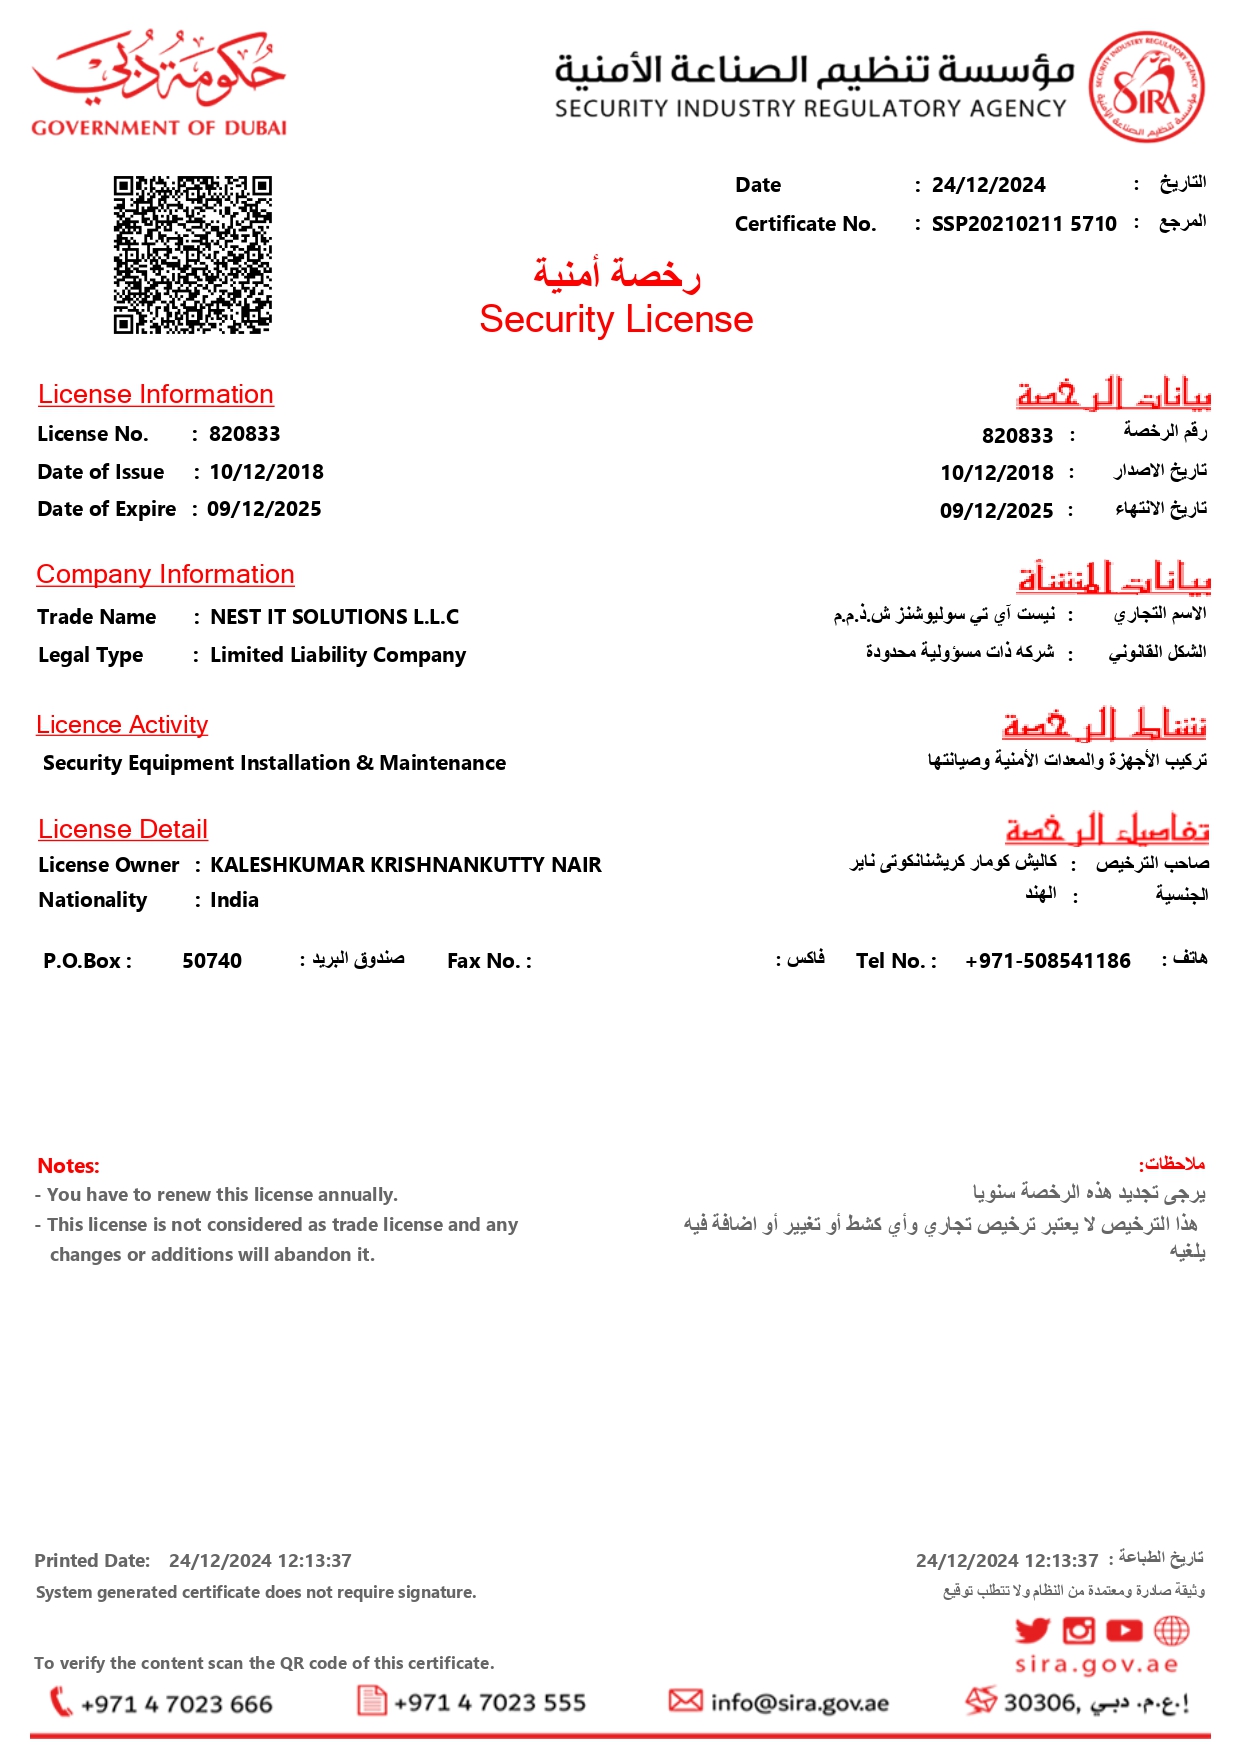 حكومة دبي
GOVERNMENT OF DUBAI
مؤسسة تنظيم الصناعة الأمنية
SECURITY INDUSTRY REGULATORY AGENCY
SECURITY INDUSTRY REGULATORY AGENCY
SIRA
مؤسسة تنظيم الصناعة الأمنية
Date : 24/12/2024 : التاريخ
Certificate No. : SSP20210211 5710 : المرجع
رخصة أمنية
Security License
License Information بيانات الرخصة
License No. : 820833 820833 : رقم الرخصة
Date of Issue : 10/12/2018 10/12/2018 : تاريخ الاصدار
Date of Expire : 09/12/2025 09/12/2025 : تاريخ الانتهاء
Company Information بيانات المنشأة
Trade Name : NEST IT SOLUTIONS L.L.C نيست آي تي سوليوشنز ش.ذ.م.م : الاسم التجاري
Legal Type : Limited Liability Company شركه ذات مسؤولية محدودة : الشكل القانوني
Licence Activity نشاط الرخصة
Security Equipment Installation & Maintenance تركيب الأجهزة والمعدات الأمنية وصيانتها
License Detail تفاصيل الرخصة
License Owner : KALESHKUMAR KRISHNANKUTTY NAIR كاليش كومار كريشنانكوتى ناير : صاحب الترخيص
Nationality : India الهند : الجنسية
P.O.Box : 50740 : صندوق البريد Fax No. : : فاكس Tel No. : +971-508541186 : هاتف
Notes: ملاحظات:
- You have to renew this license annually. يرجى تجديد هذه الرخصة سنويا
- This license is not considered as trade license and any هذا الترخيص لا يعتبر ترخيص تجاري وأي كشط أو تغيير أو اضافة فيه
changes or additions will abandon it. يلغيه
Printed Date: 24/12/2024 12:13:37 24/12/2024 12:13:37 : تاريخ الطباعة
System generated certificate does not require signature. وثيقة صادرة ومعتمدة من النظام ولا تتطلب توقيع
To verify the content scan the QR code of this certificate. sira.gov.ae
+971 4 7023 666 +971 4 7023 555 info@sira.gov.ae 30306, دبي .إ.ع.م